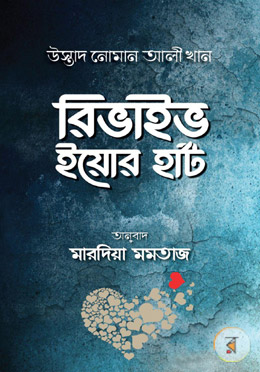 উস্তাদ নোমান আলী খান
রিভাইভ
ইয়োর হার্ট
অনুবাদ
মারদিয়া মমতাজ
র